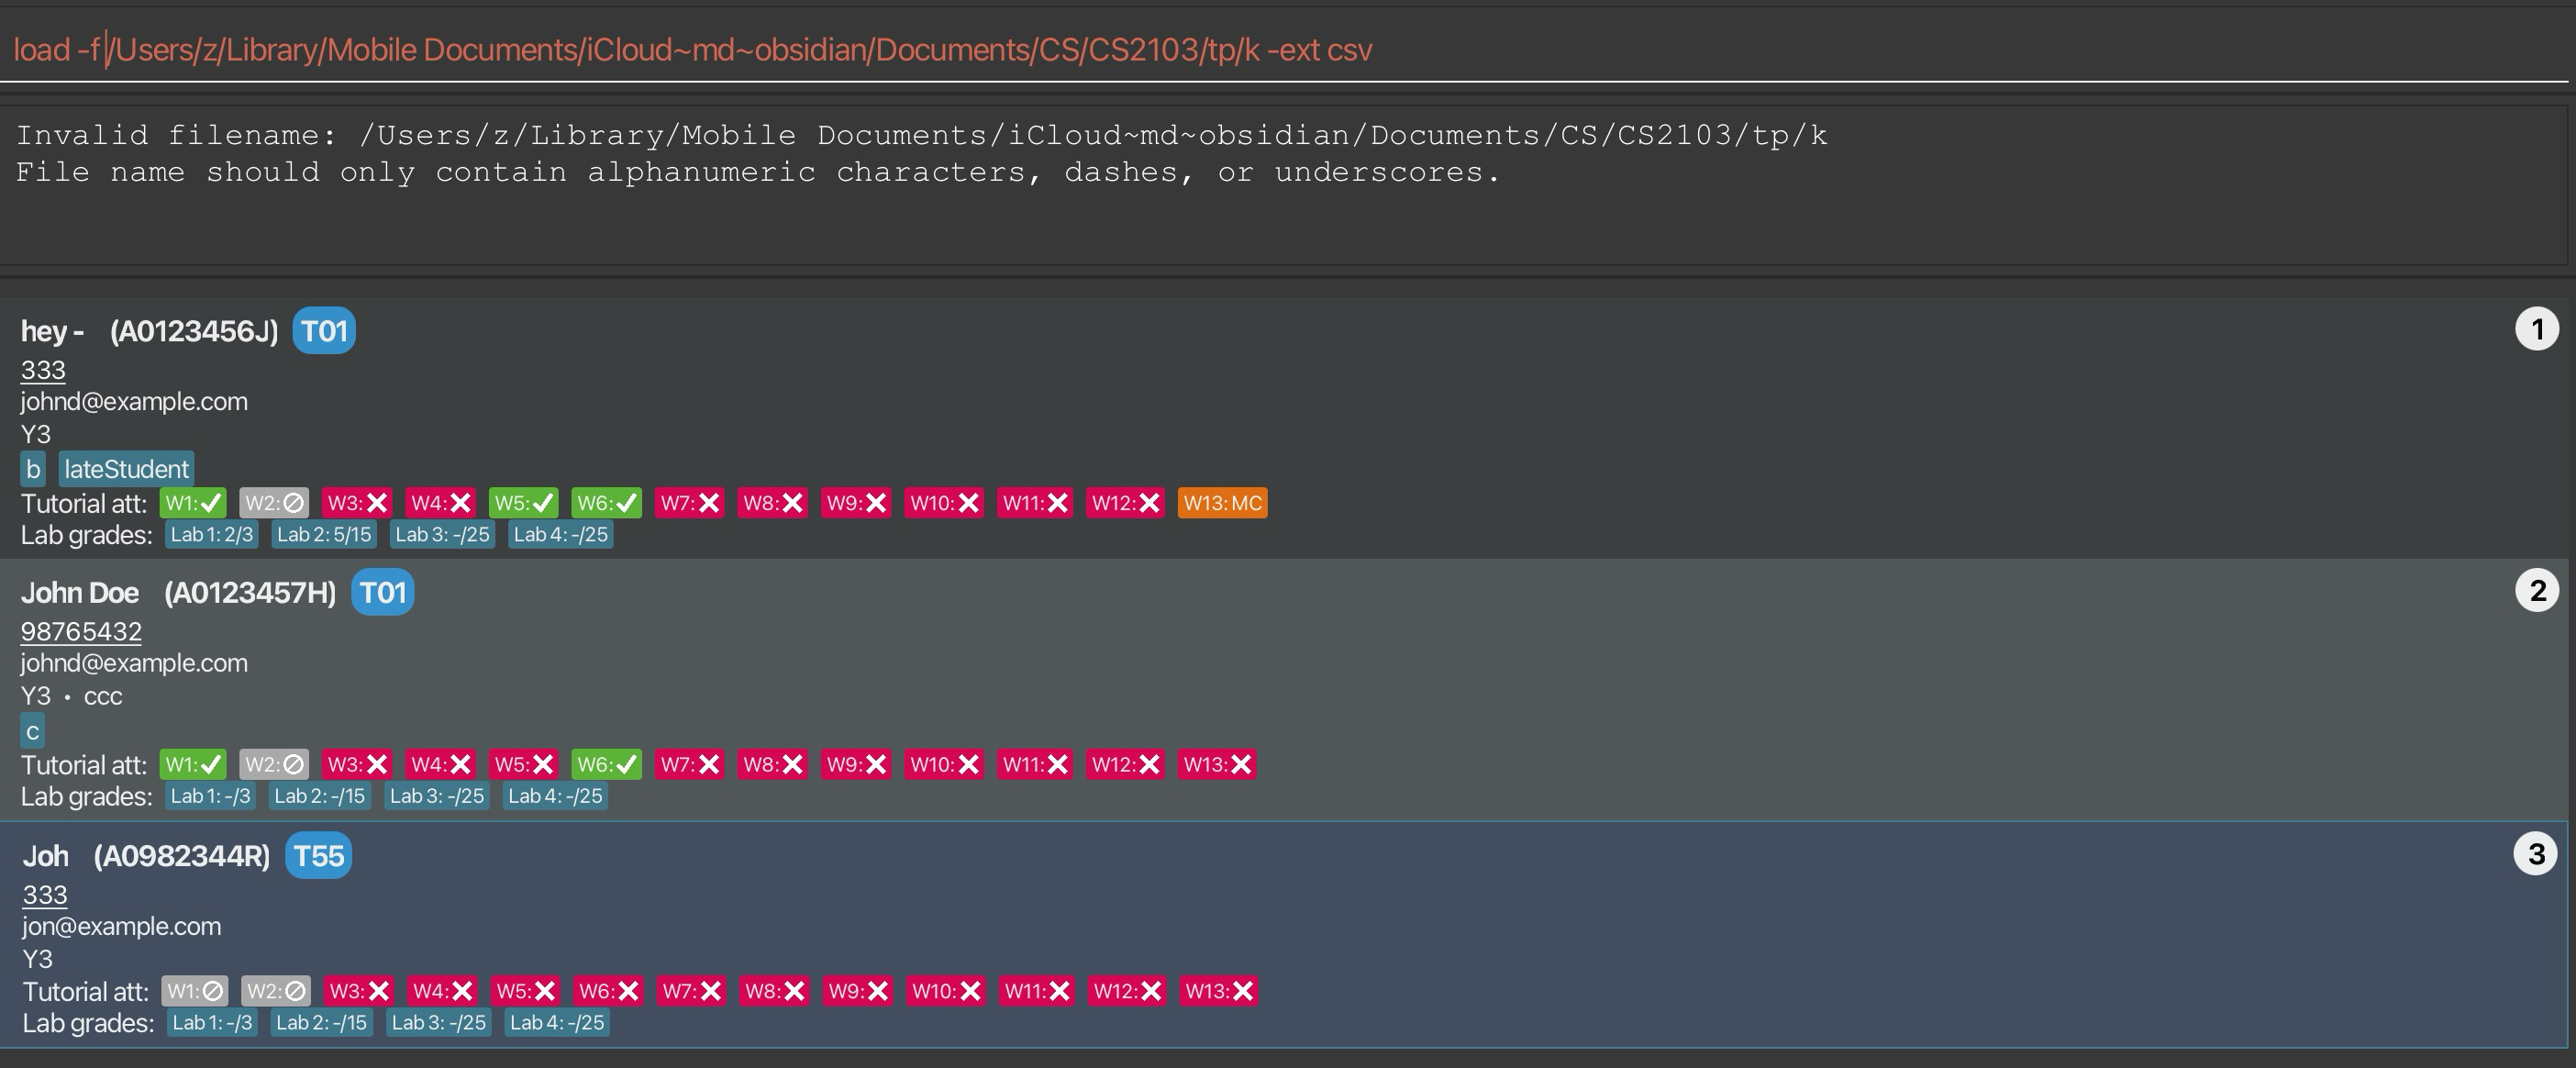 load -f/Users/z/Library/Mobile Documents/iCloud~md~obsidian/Documents/CS/CS2103/tp/k -ext csv
Invalid filename: /Users/z/Library/Mobile Documents/iCloud~md~obsidian/Documents/CS/CS2103/tp/k
File name should only contain alphanumeric characters, dashes, or underscores.
hey - (A0123456J) T01 1
333
johnd@example.com
Y3
b lateStudent
Tutorial att: W1:✓ W2:⊘ W3:✕ W4:✕ W5:✓ W6:✓ W7:✕ W8:✕ W9:✕ W10:✕ W11:✕ W12:✕ W13: MC
Lab grades: Lab 1: 2/3 Lab 2: 5/15 Lab 3: -/25 Lab 4: -/25
John Doe (A0123457H) T01 2
98765432
johnd@example.com
Y3 • ccc
c
Tutorial att: W1:✓ W2:⊘ W3:✕ W4:✕ W5:✕ W6:✓ W7:✕ W8:✕ W9:✕ W10:✕ W11:✕ W12:✕ W13:✕
Lab grades: Lab 1: -/3 Lab 2: -/15 Lab 3: -/25 Lab 4: -/25
Joh (A0982344R) T55 3
333
jon@example.com
Y3
Tutorial att: W1:⊘ W2:⊘ W3:✕ W4:✕ W5:✕ W6:✕ W7:✕ W8:✕ W9:✕ W10:✕ W11:✕ W12:✕ W13:✕
Lab grades: Lab 1: -/3 Lab 2: -/15 Lab 3: -/25 Lab 4: -/25